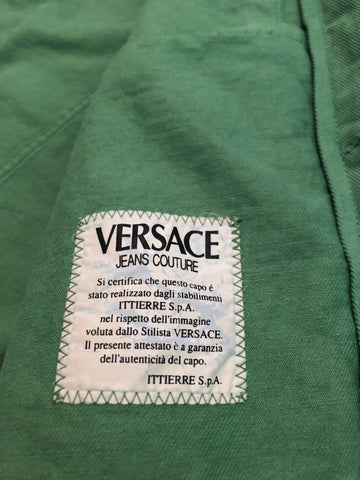 VERSACE
JEANS COUTURE
Si certifica che questo capo é
stato realizzato dagli stabilimenti
ITTIERRE S.p.A.
nel rispetto dell'immagine
voluta dallo Stilista VERSACE.
Il presente attestato è a garanzia
dell'autenticità del capo.
ITTIERRE S.p.A.